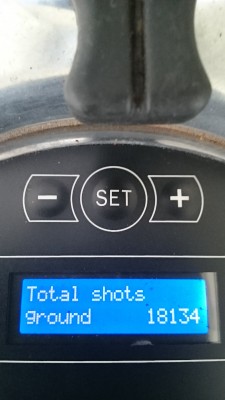 − SET +
Total shots
ground 18134